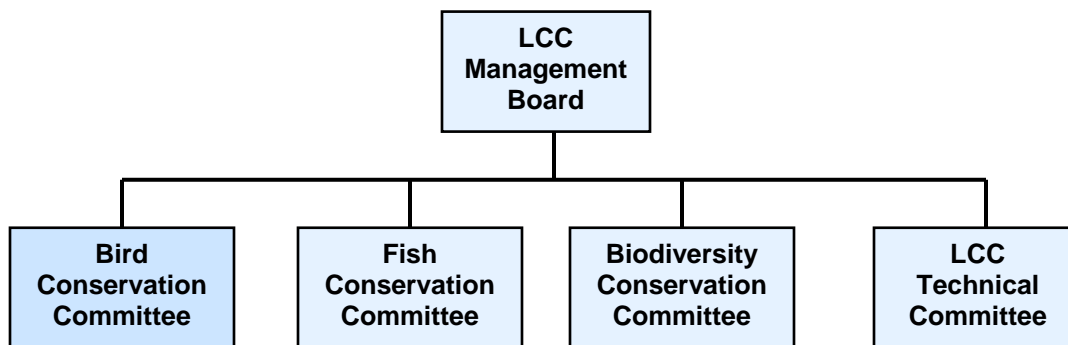 LCC
Management
Board
Bird
Conservation
Committee
Fish
Conservation
Committee
Biodiversity
Conservation
Committee
LCC
Technical
Committee